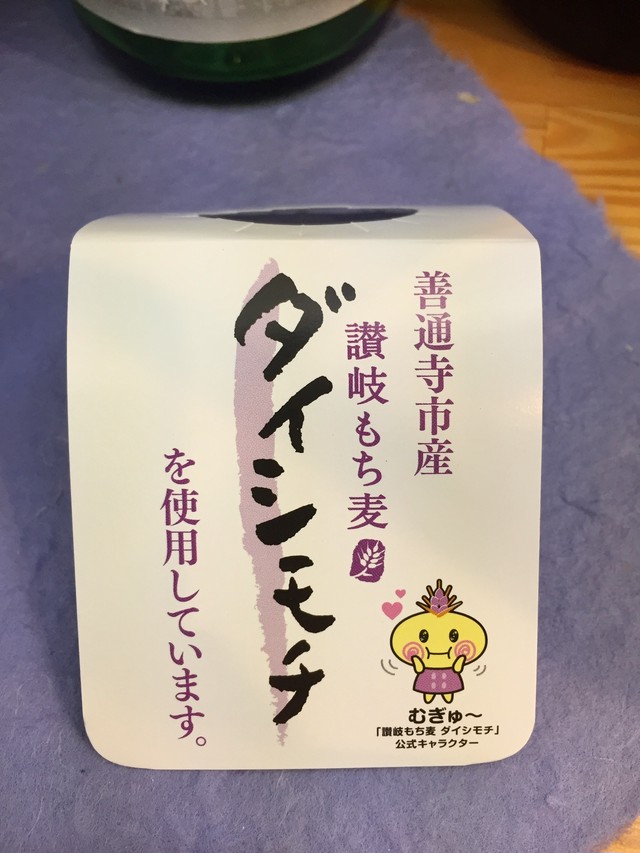 善通寺市産
讃岐もち麦
ダイシモチ
を使用しています。
むぎゅ～
「讃岐もち麦 ダイシモチ」
公式キャラクター